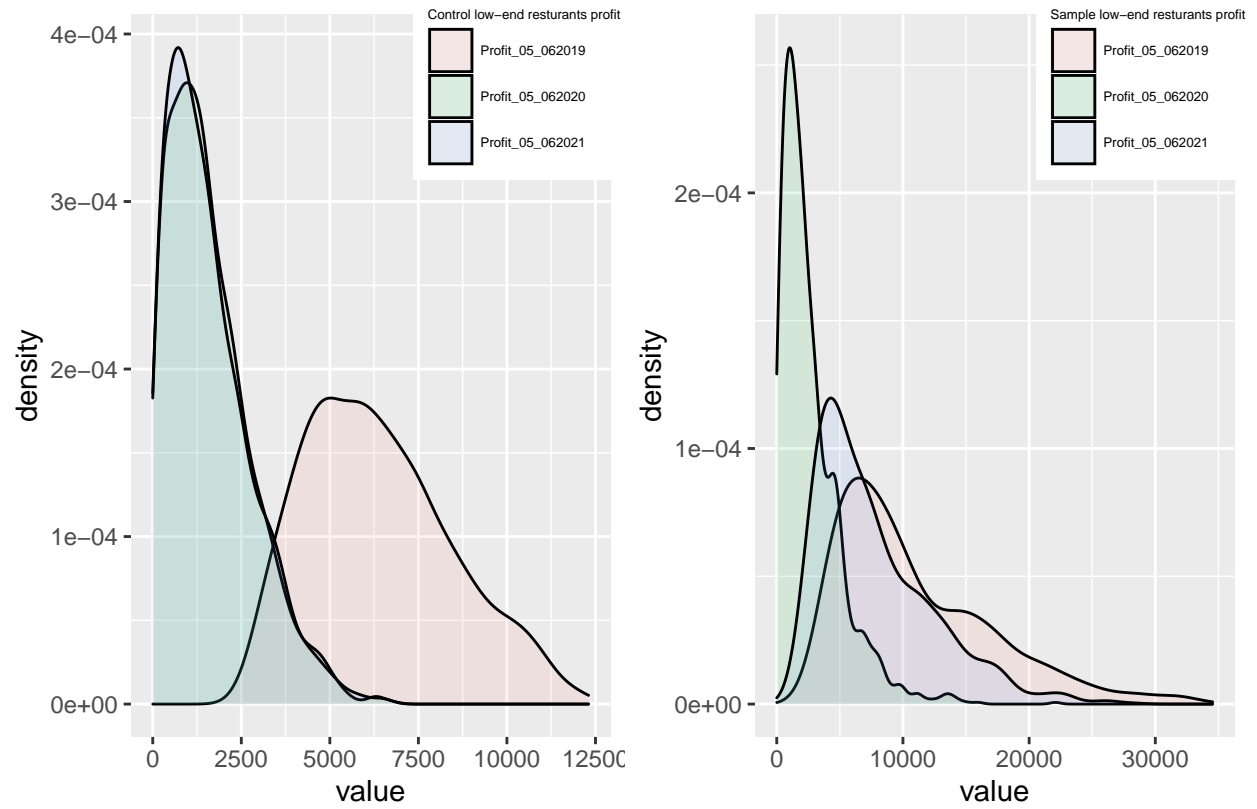 Control low−end resturants profit
Profit_05_062019
Profit_05_062020
Profit_05_062021
4e−04
3e−04
2e−04
1e−04
0e+00
density
0
2500
5000
7500
10000
1250
value
Sample low−end resturants profit
Profit_05_062019
Profit_05_062020
Profit_05_062021
2e−04
1e−04
0e+00
density
0
10000
20000
30000
value